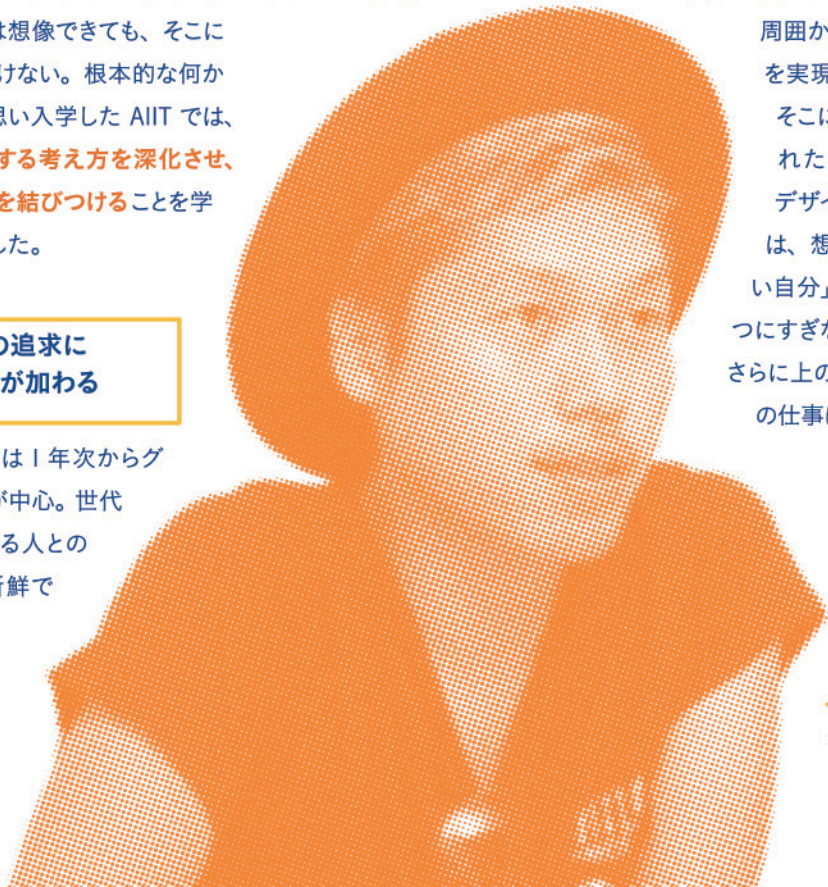 は想像できても、そこに
けない。根本的な何か
思い入学した AIIT では、
する考え方を深化させ、
を結びつけることを学
した。
の追求に
が加わる
は1年次からグ
が中心。世代
る人との
新鮮で
周囲か
を実現
そこに
れた
デザイ
は、想
い自分」
つにすぎな
さらに上の
の仕事は